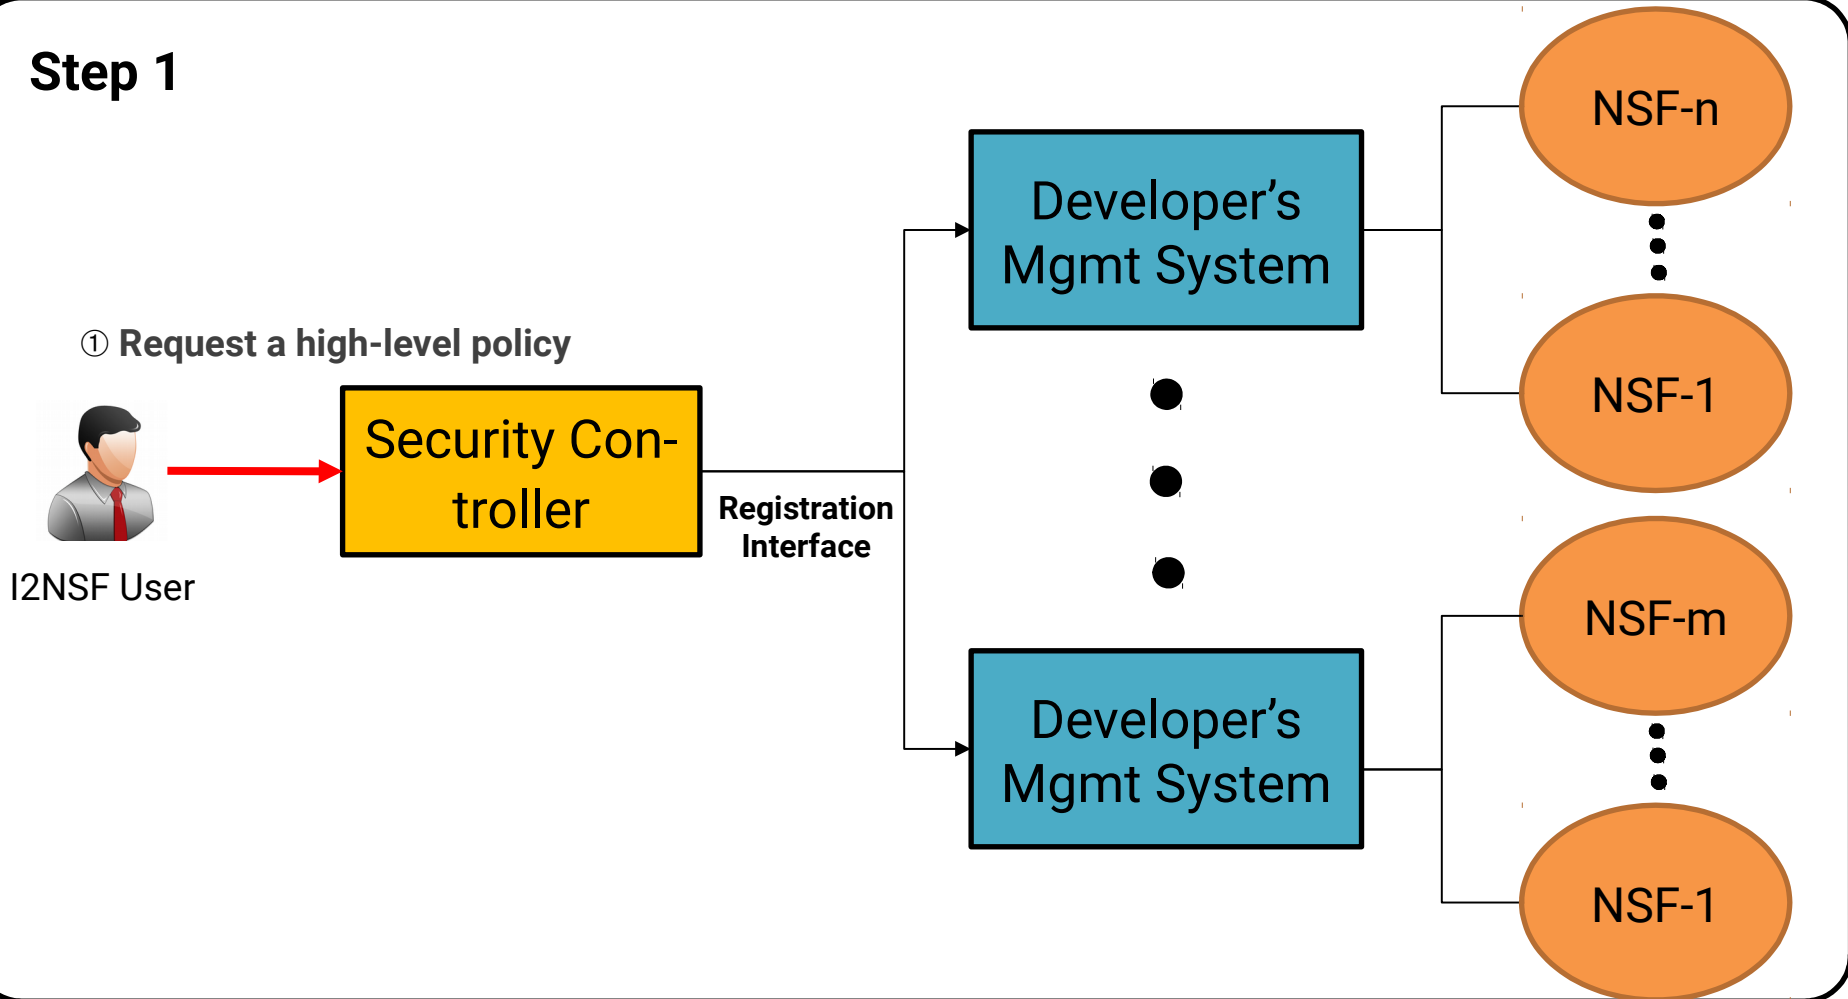 Step 1
① Request a high-level policy
I2NSF User
Security Con-
troller
Registration
Interface
Developer’s
Mgmt System
Developer’s
Mgmt System
NSF-n
NSF-1
NSF-m
NSF-1